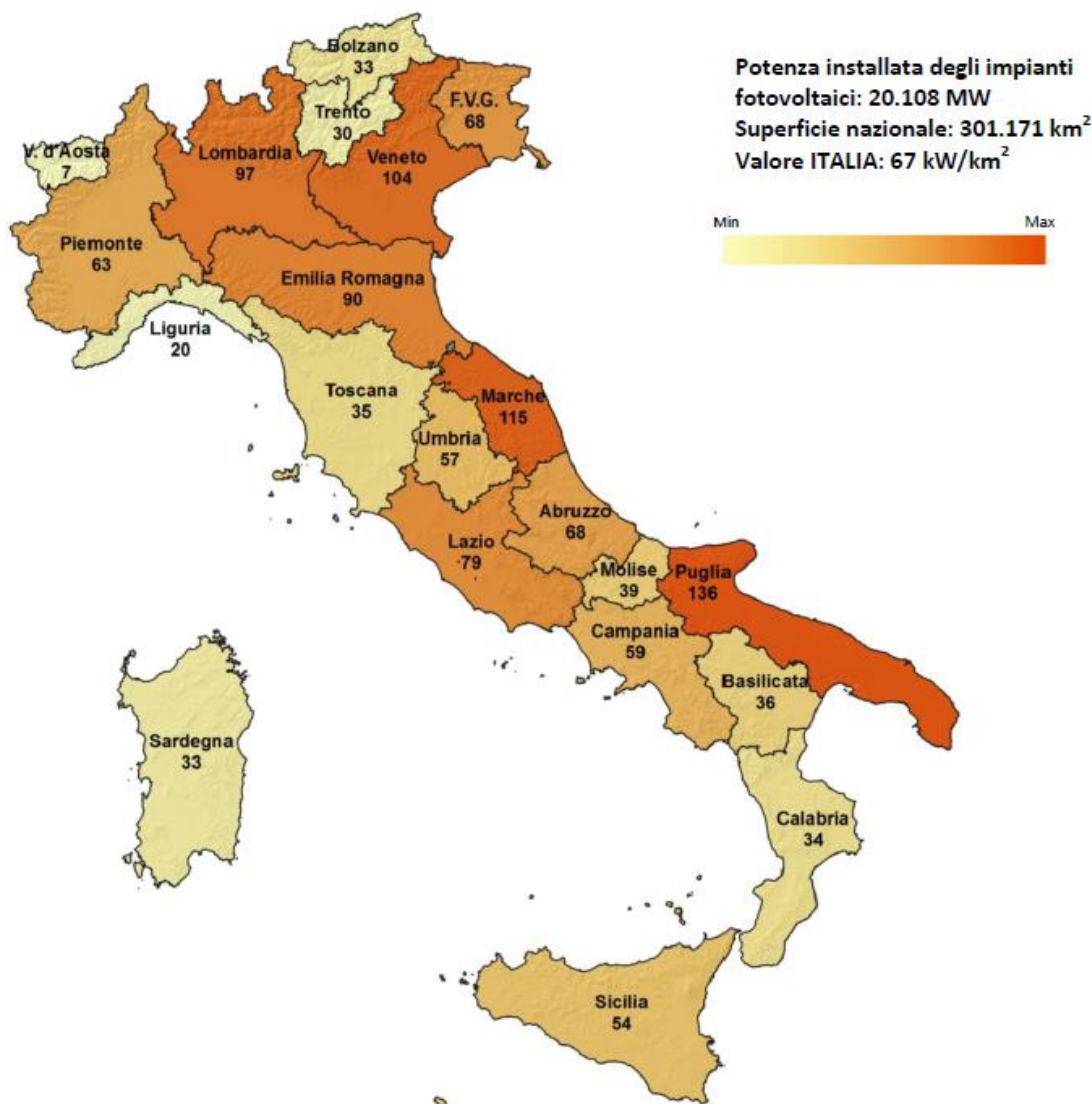 Potenza installata degli impianti
fotovoltaici: 20.108 MW
Superficie nazionale: 301.171 km²
Valore ITALIA: 67 kW/km²
Min
Max
Bolzano
33
Trento
30
F.V.G.
68
V. d'Aosta
7
Lombardia
97
Veneto
104
Piemonte
63
Emilia Romagna
90
Liguria
20
Toscana
35
Marche
115
Umbria
57
Abruzzo
68
Lazio
79
Molise
39
Puglia
136
Campania
59
Basilicata
36
Sardegna
33
Calabria
34
Sicilia
54